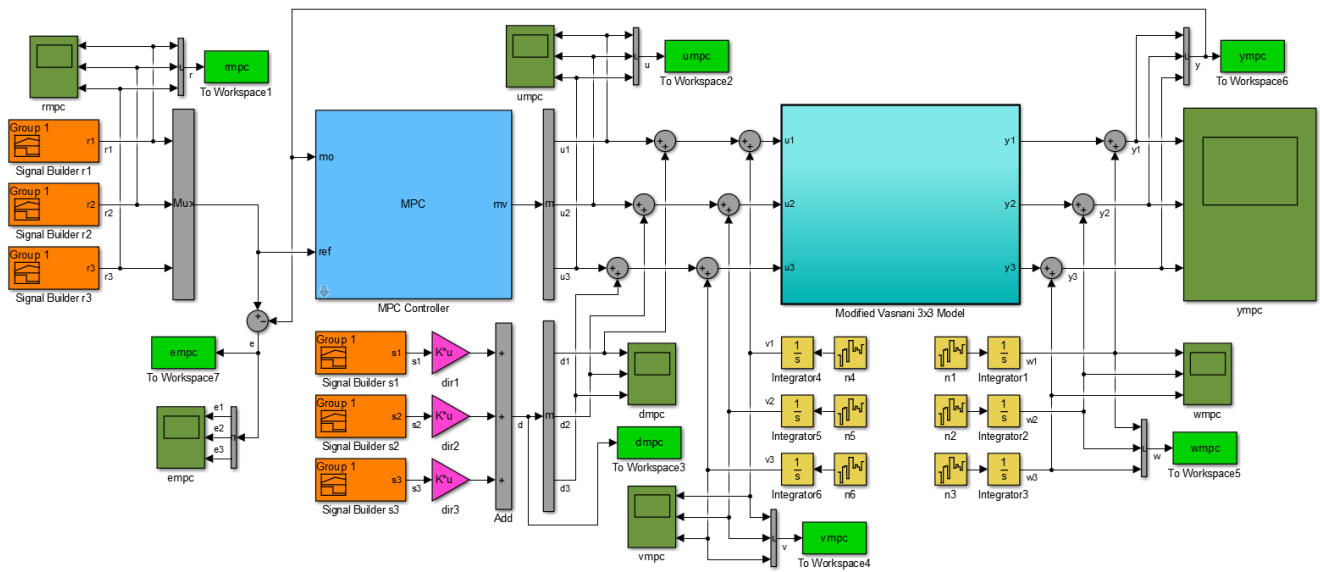 rmpc
r
rmpc
To Workspace1
Group 1
r1
r1
Signal Builder r1
Group 1
r2
r2
Signal Builder r2
Group 1
r3
r3
Signal Builder r3
Mux
+
−
e
empc
To Workspace7
e1
e2
e3
empc
mo
ref
MPC
mv
MPC Controller
umpc
u
umpc
To Workspace2
m
u1
u2
u3
+
+
+
+
+
+
+
+
+
+
+
+
u1
u2
u3
y1
y2
y3
Modified Vasnani 3x3 Model
+
+
+
+
+
+
y1
y2
y3
y
ympc
To Workspace6
ympc
Group 1
s1
s1
Signal Builder s1
K*u
dir1
Group 1
s2
s2
Signal Builder s2
K*u
dir2
Group 1
s3
s3
Signal Builder s3
K*u
dir3
+
+
+
Add
d
m
d1
d2
d3
dmpc
dmpc
To Workspace3
v1
1
s
Integrator4
n4
v2
1
s
Integrator5
n5
v3
1
s
Integrator6
n6
vmpc
v
vmpc
To Workspace4
n1
1
s
Integrator1
w1
n2
1
s
Integrator2
w2
n3
1
s
Integrator3
w3
wmpc
w
wmpc
To Workspace5